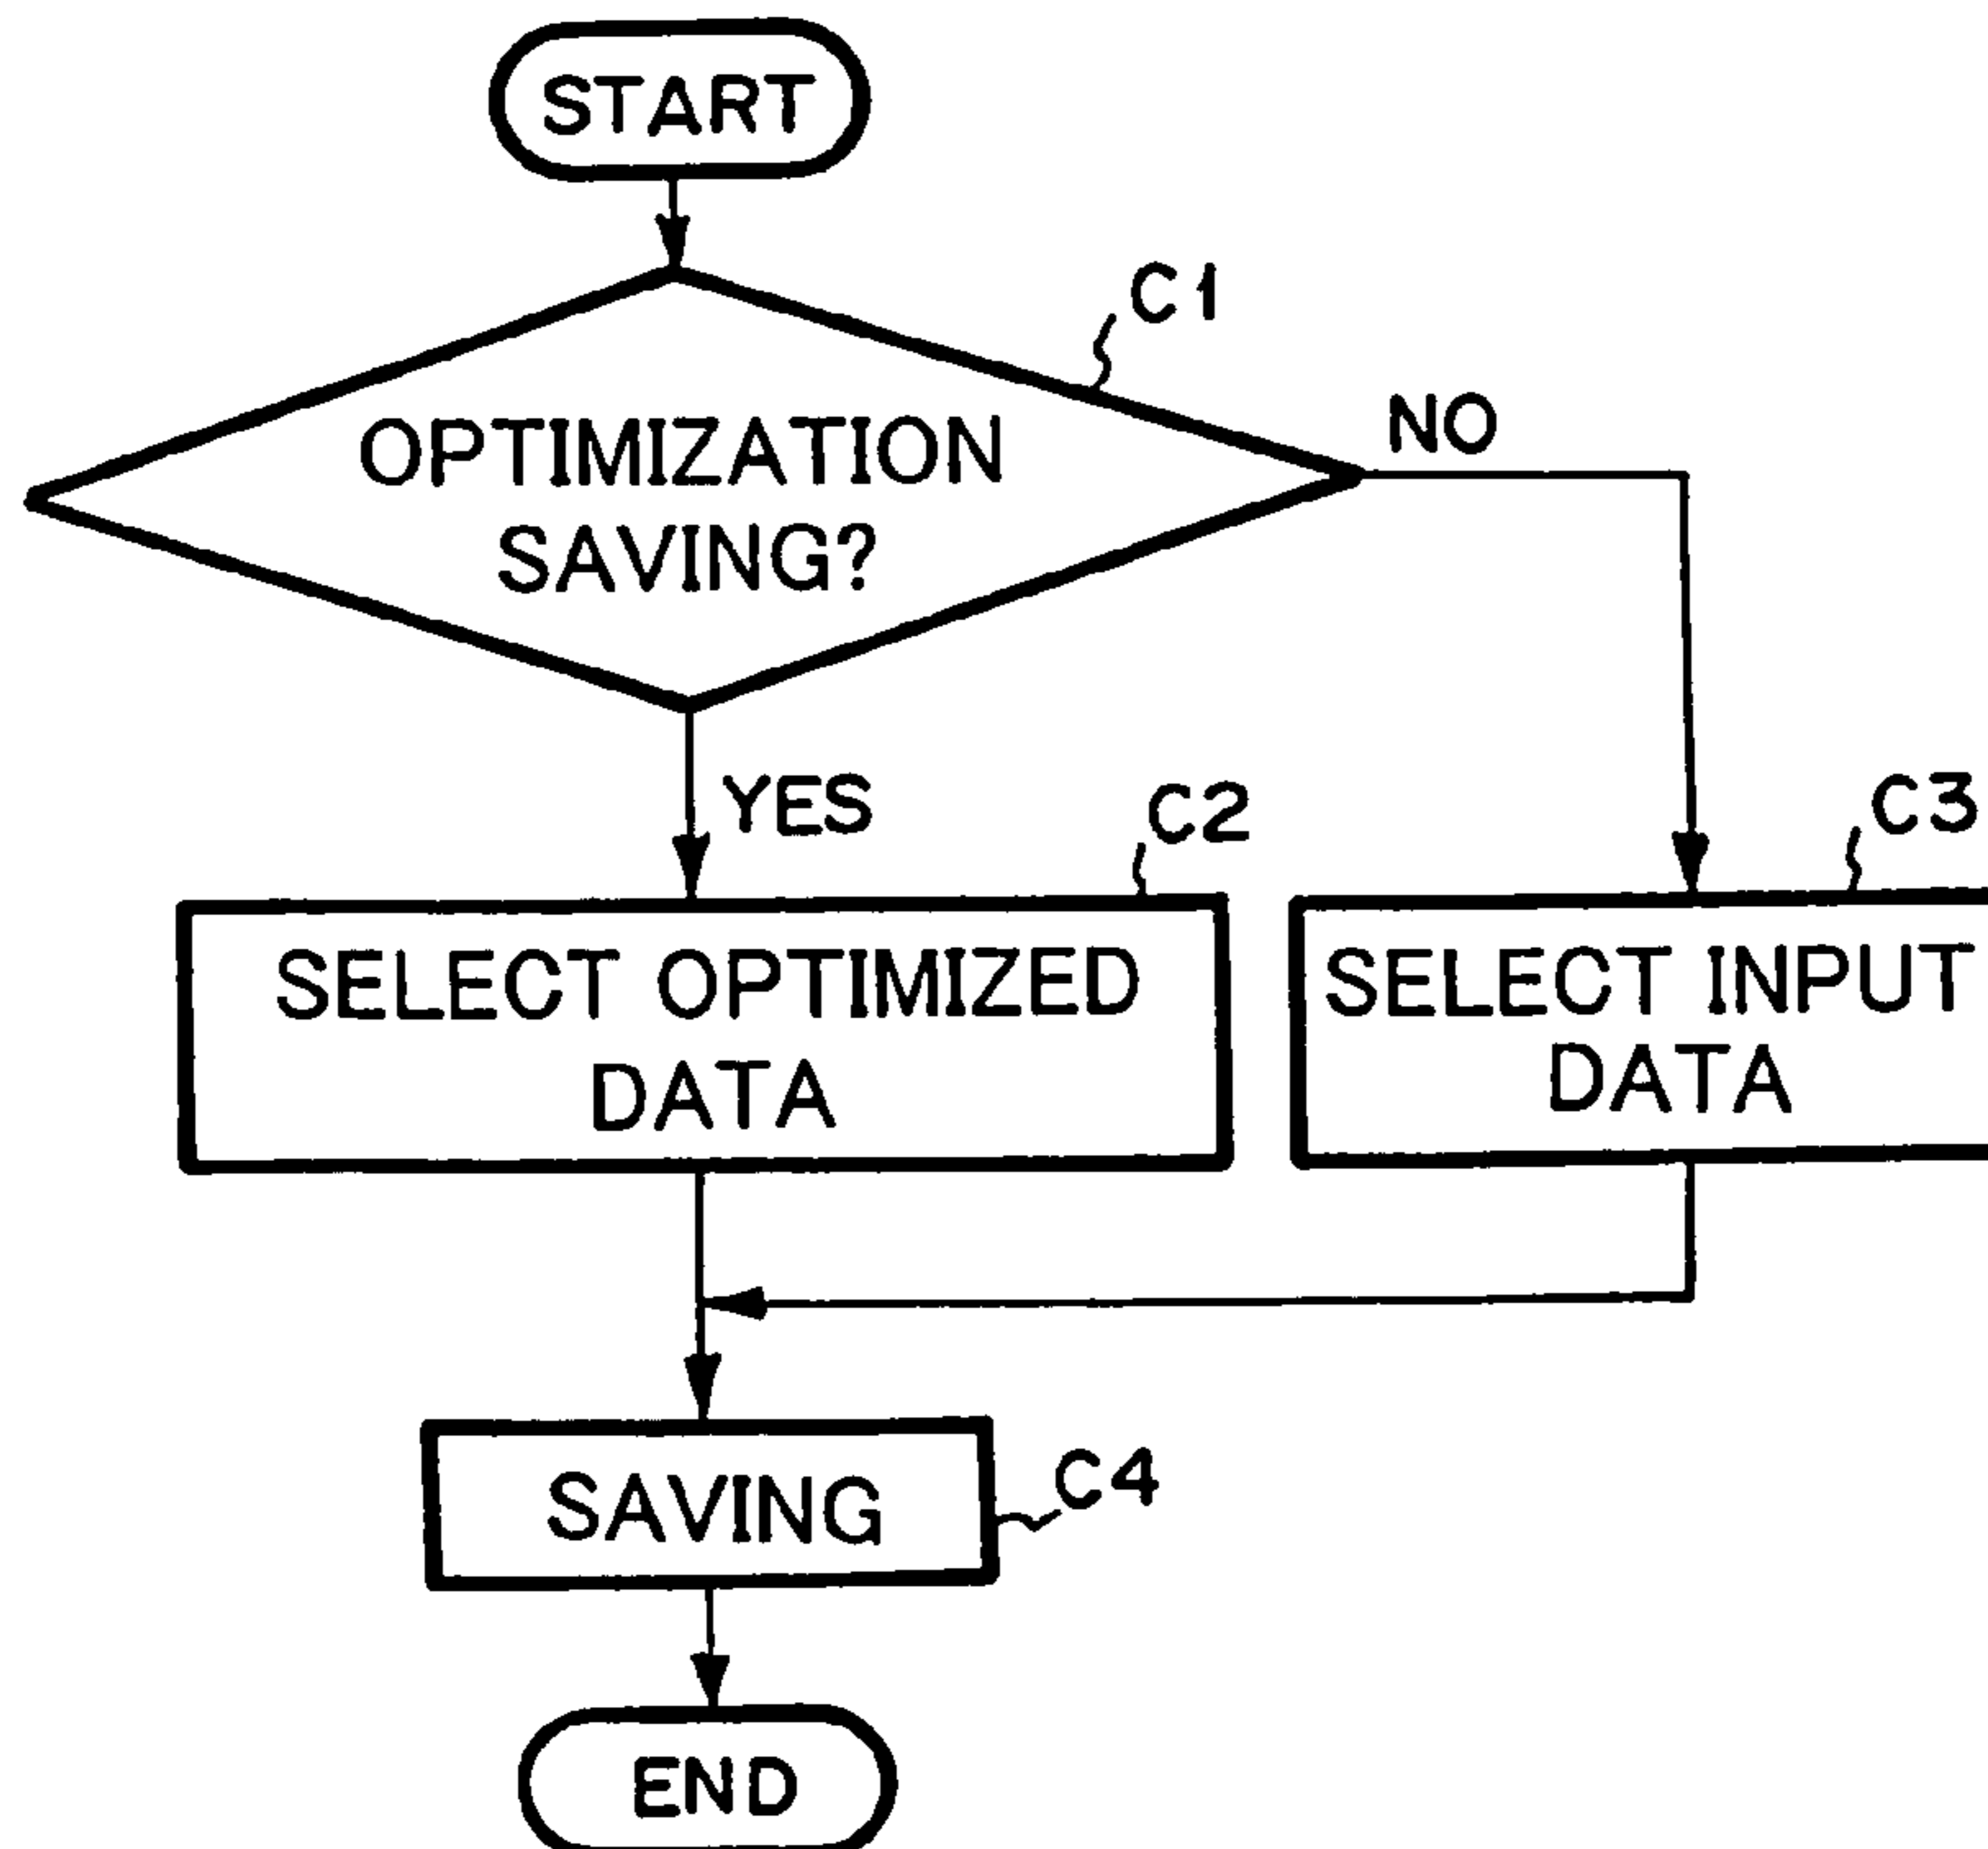 START
C1
NO
OPTIMIZATION
SAVING?
YES
C2
C3
SELECT OPTIMIZED
DATA
SELECT INPUT
DATA
SAVING
C4
END